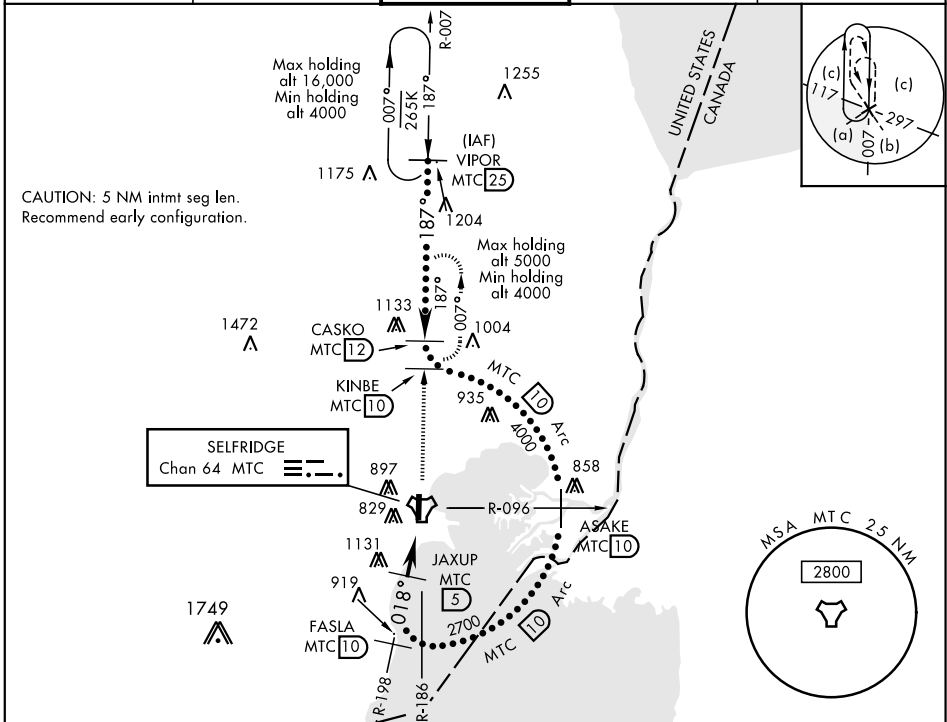 R-007
Max holding
alt 16,000
Min holding
alt 4000
007°
265K
187°
1255
UNITED STATES
CANADA
(c)
(c)
117
297
(a)
007
(b)
(IAF)
VIPOR
MTC 25
1175
1204
CAUTION: 5 NM intmt seg len.
Recommend early configuration.
187°
Max holding
alt 5000
Min holding
alt 4000
187°
007°
1133
1004
1472
CASKO
MTC 12
KINBE
MTC 10
935
MTC 10 Arc
4000
SELFRIDGE
Chan 64 MTC
897
858
829
R-096
ASAKE
MTC 10
1131
JAXUP
MTC
5
919
018°
1749
FASLA
MTC 10
2700
MTC 10 Arc
R-198
R-186
MSA MTC 25 NM
2800